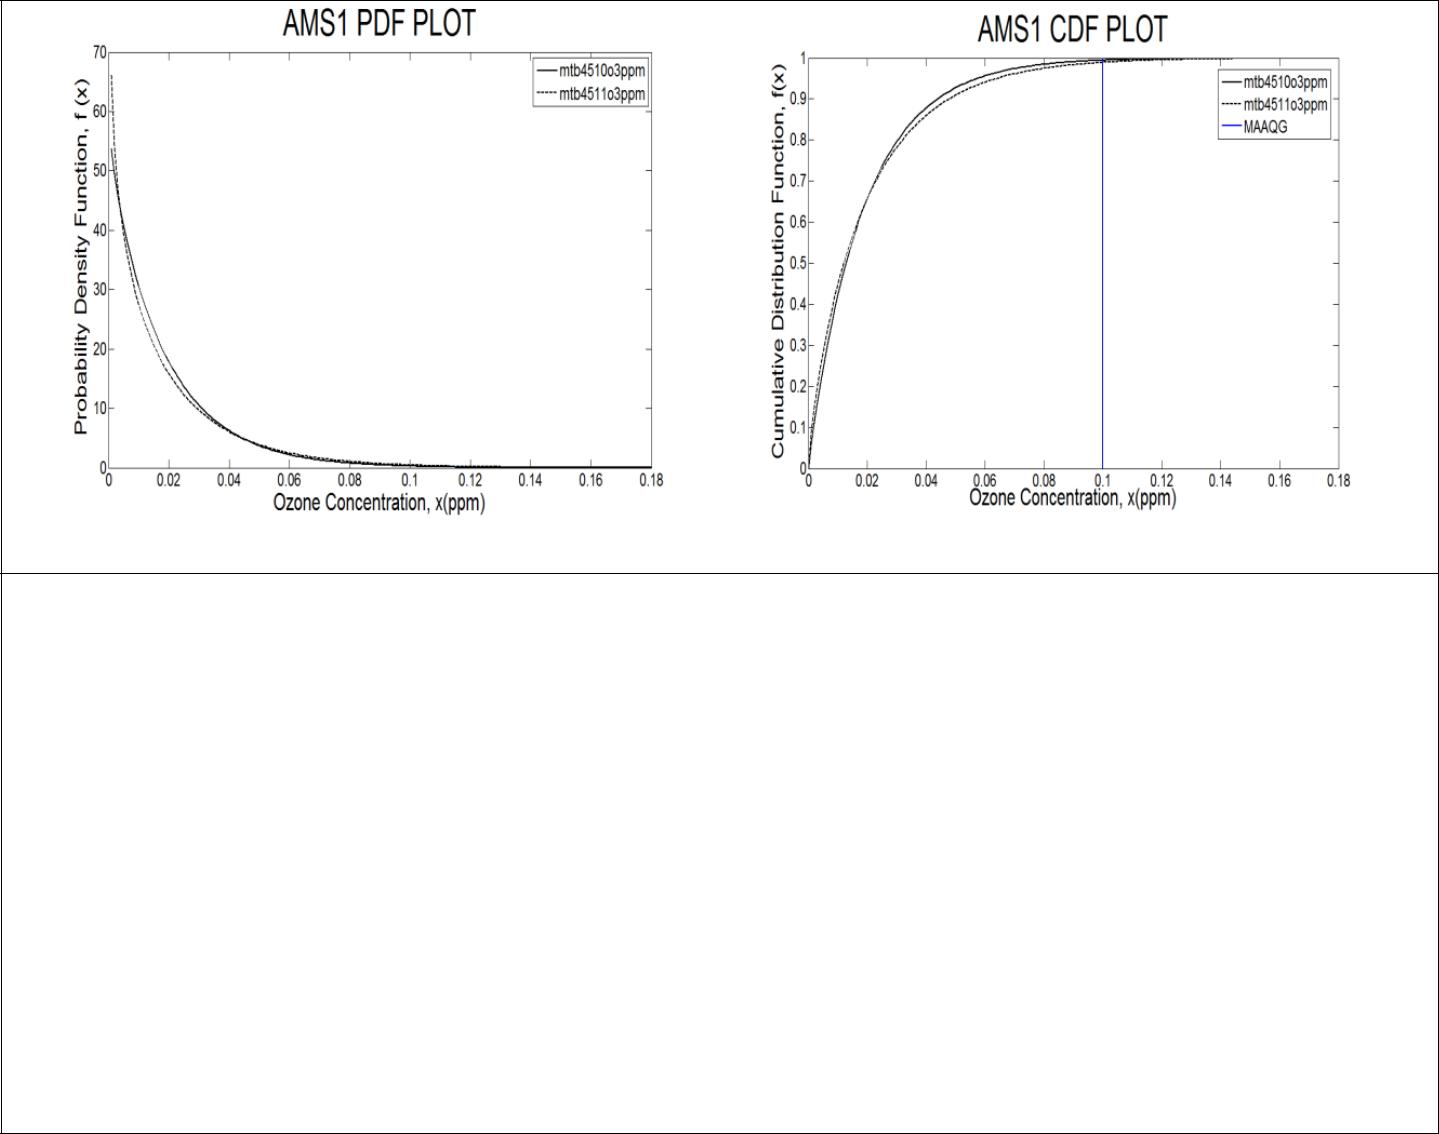 AMS1 PDF PLOT
Probability Density Function, f (x)
70
60
50
40
30
20
10
0
0 0.02 0.04 0.06 0.08 0.1 0.12 0.14 0.16 0.18
Ozone Concentration, x(ppm)
mtb4510o3ppm
mtb4511o3ppm
AMS1 CDF PLOT
Cumulative Distribution Function, f(x)
1
0.9
0.8
0.7
0.6
0.5
0.4
0.3
0.2
0.1
0
0 0.02 0.04 0.06 0.08 0.1 0.12 0.14 0.16 0.18
Ozone Concentration, x(ppm)
mtb4510o3ppm
mtb4511o3ppm
MAAQG